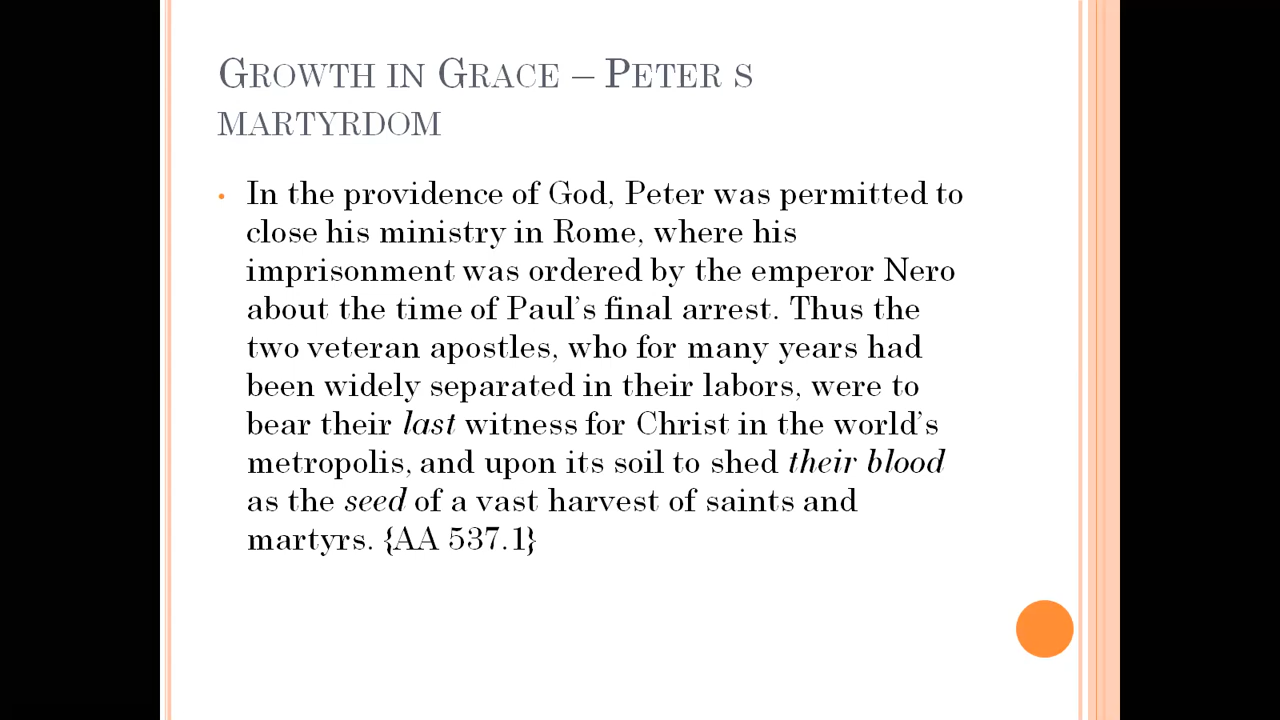 Growth in Grace – Peter s
martyrdom
• In the providence of God, Peter was permitted to
close his ministry in Rome, where his
imprisonment was ordered by the emperor Nero
about the time of Paul’s final arrest. Thus the
two veteran apostles, who for many years had
been widely separated in their labors, were to
bear their last witness for Christ in the world’s
metropolis, and upon its soil to shed their blood
as the seed of a vast harvest of saints and
martyrs. {AA 537.1}